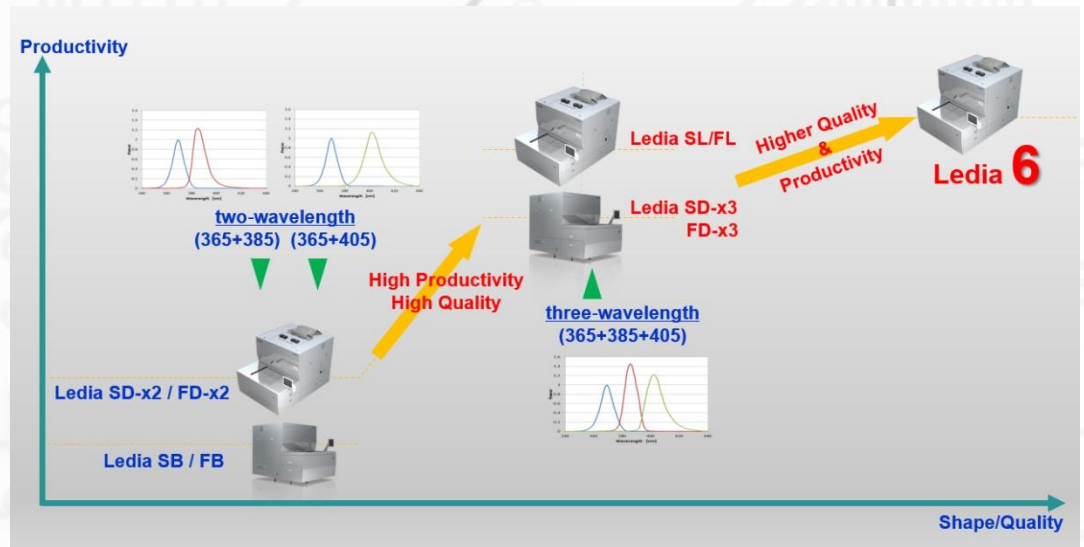 Productivity
two-wavelength
(365+385) (365+405)
High Productivity
High Quality
Ledia SD-x2 / FD-x2
Ledia SB / FB
Ledia SL/FL
Ledia SD-x3
FD-x3
three-wavelength
(365+385+405)
Higher Quality
&
Productivity
Ledia 6
Wavelength [nm]
Shape/Quality